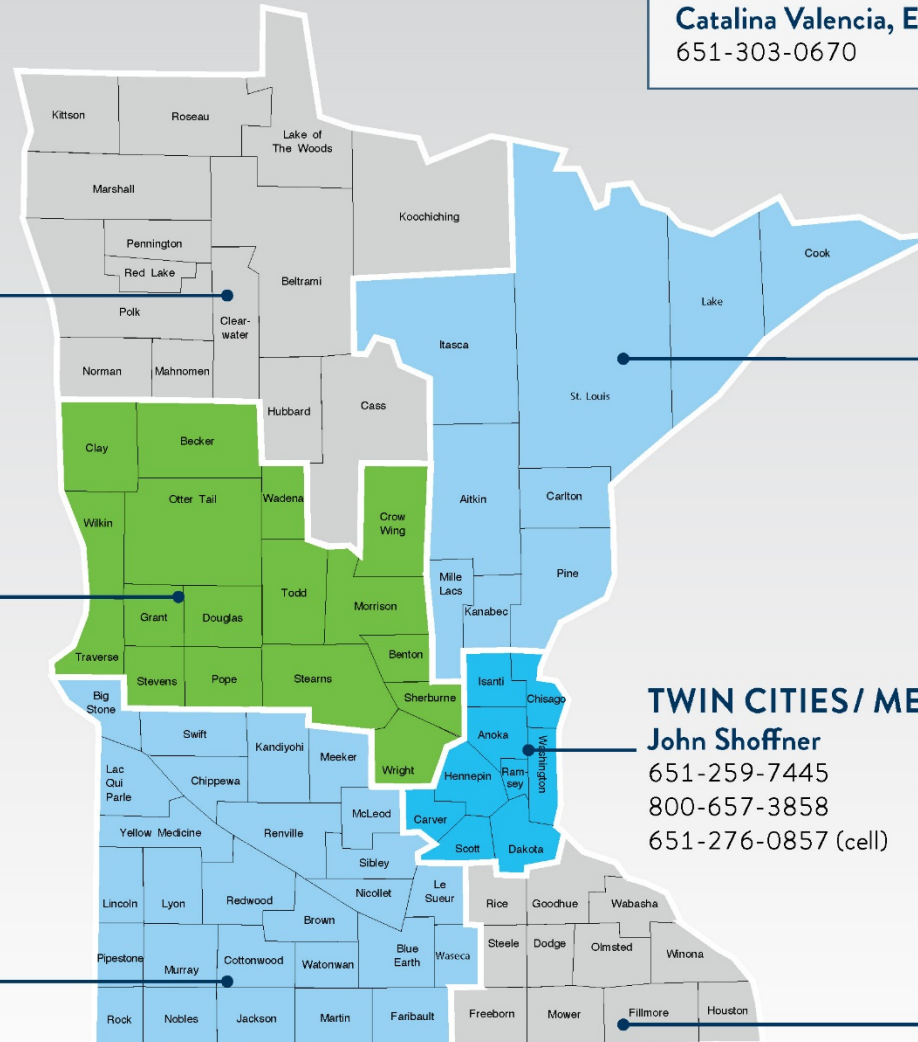 Catalina Valencia, E
651-303-0670
Kittson
Roseau
Lake of
The Woods
Marshall
Koochiching
Pennington
Red Lake
Beltrami
Cook
Lake
Polk
Clear-
water
Itasca
Norman
Mahnomen
St. Louis
Hubbard
Cass
Clay
Becker
Otter Tail
Wadena
Aitkin
Carlton
Wilkin
Crow
Wing
Pine
Mille
Lacs
Todd
Morrison
Kanabec
Grant
Douglas
Traverse
Benton
Stevens
Pope
Stearns
Isanti
Chisago
Sherburne
Big
Stone
Swift
Kandiyohi
Meeker
Anoka
Washington
Wright
Hennepin
Ram-
sey
TWIN CITIES / ME
John Shoffner
651-259-7445
800-657-3858
651-276-0857 (cell)
Lac
Qui
Parle
Chippewa
McLeod
Carver
Yellow Medicine
Renville
Scott
Dakota
Sibley
Lincoln
Lyon
Redwood
Nicollet
Le
Sueur
Rice
Goodhue
Wabasha
Brown
Pipestone
Murray
Cottonwood
Watonwan
Blue
Earth
Waseca
Steele
Dodge
Olmsted
Winona
Rock
Nobles
Jackson
Martin
Faribault
Freeborn
Mower
Fillmore
Houston